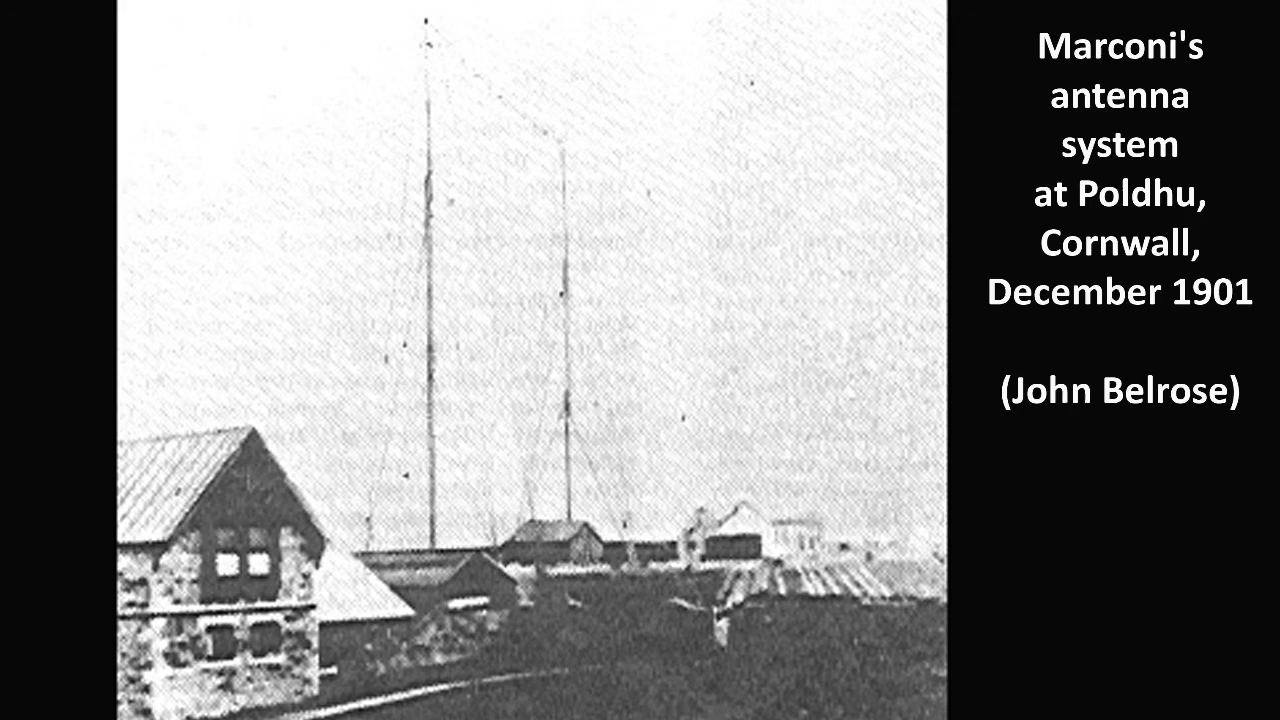 Marconi's
antenna
system
at Poldhu,
Cornwall,
December 1901
(John Belrose)